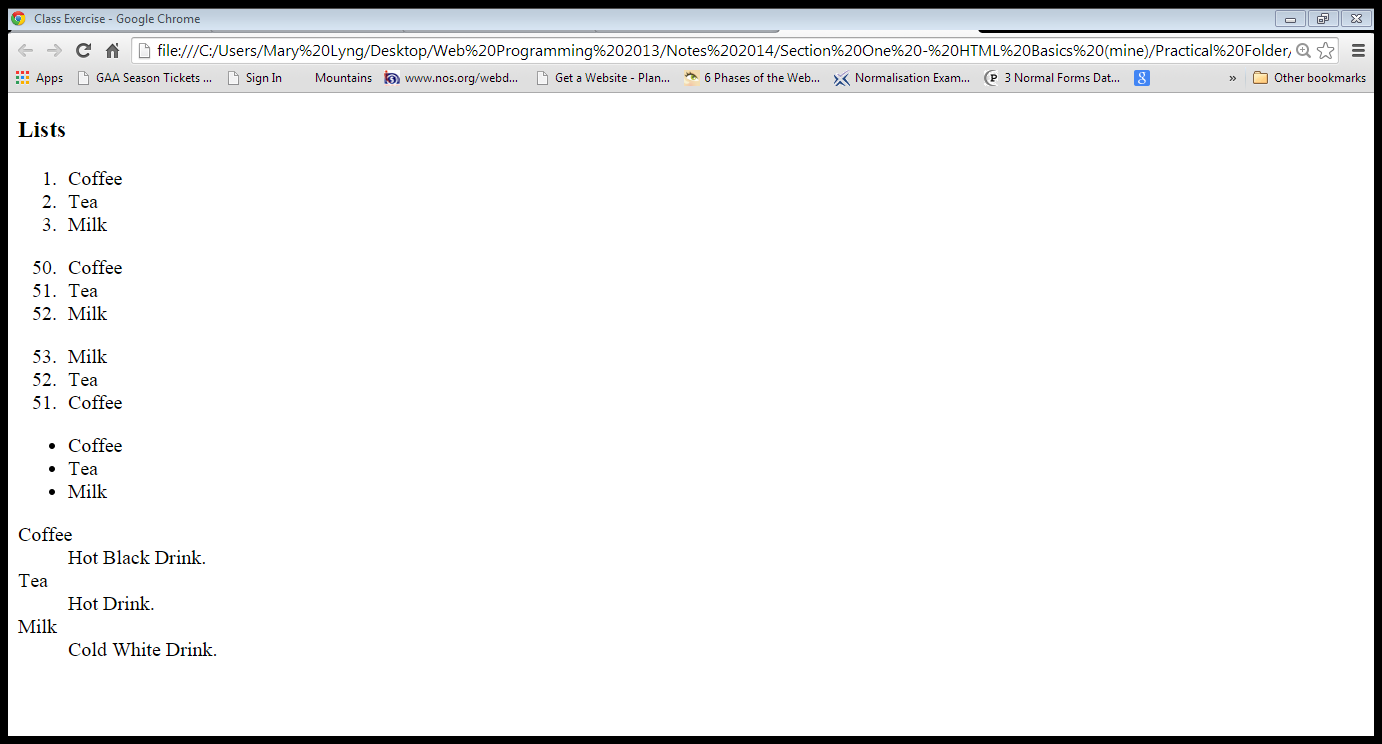 Class Exercise - Google Chrome
file:///C:/Users/Mary%20Lyng/Desktop/Web%20Programming%202013/Notes%202014/Section%20One%20-%20HTML%20Basics%20(mine)/Practical%20Folder/
Apps GAA Season Tickets ... Sign In Mountains www.nos.org/webd... Get a Website - Plan... 6 Phases of the Web... Normalisation Exam... P 3 Normal Forms Dat... g » Other bookmarks
Lists
1. Coffee
2. Tea
3. Milk
50. Coffee
51. Tea
52. Milk
53. Milk
52. Tea
51. Coffee
• Coffee
• Tea
• Milk
Coffee
Hot Black Drink.
Tea
Hot Drink.
Milk
Cold White Drink.